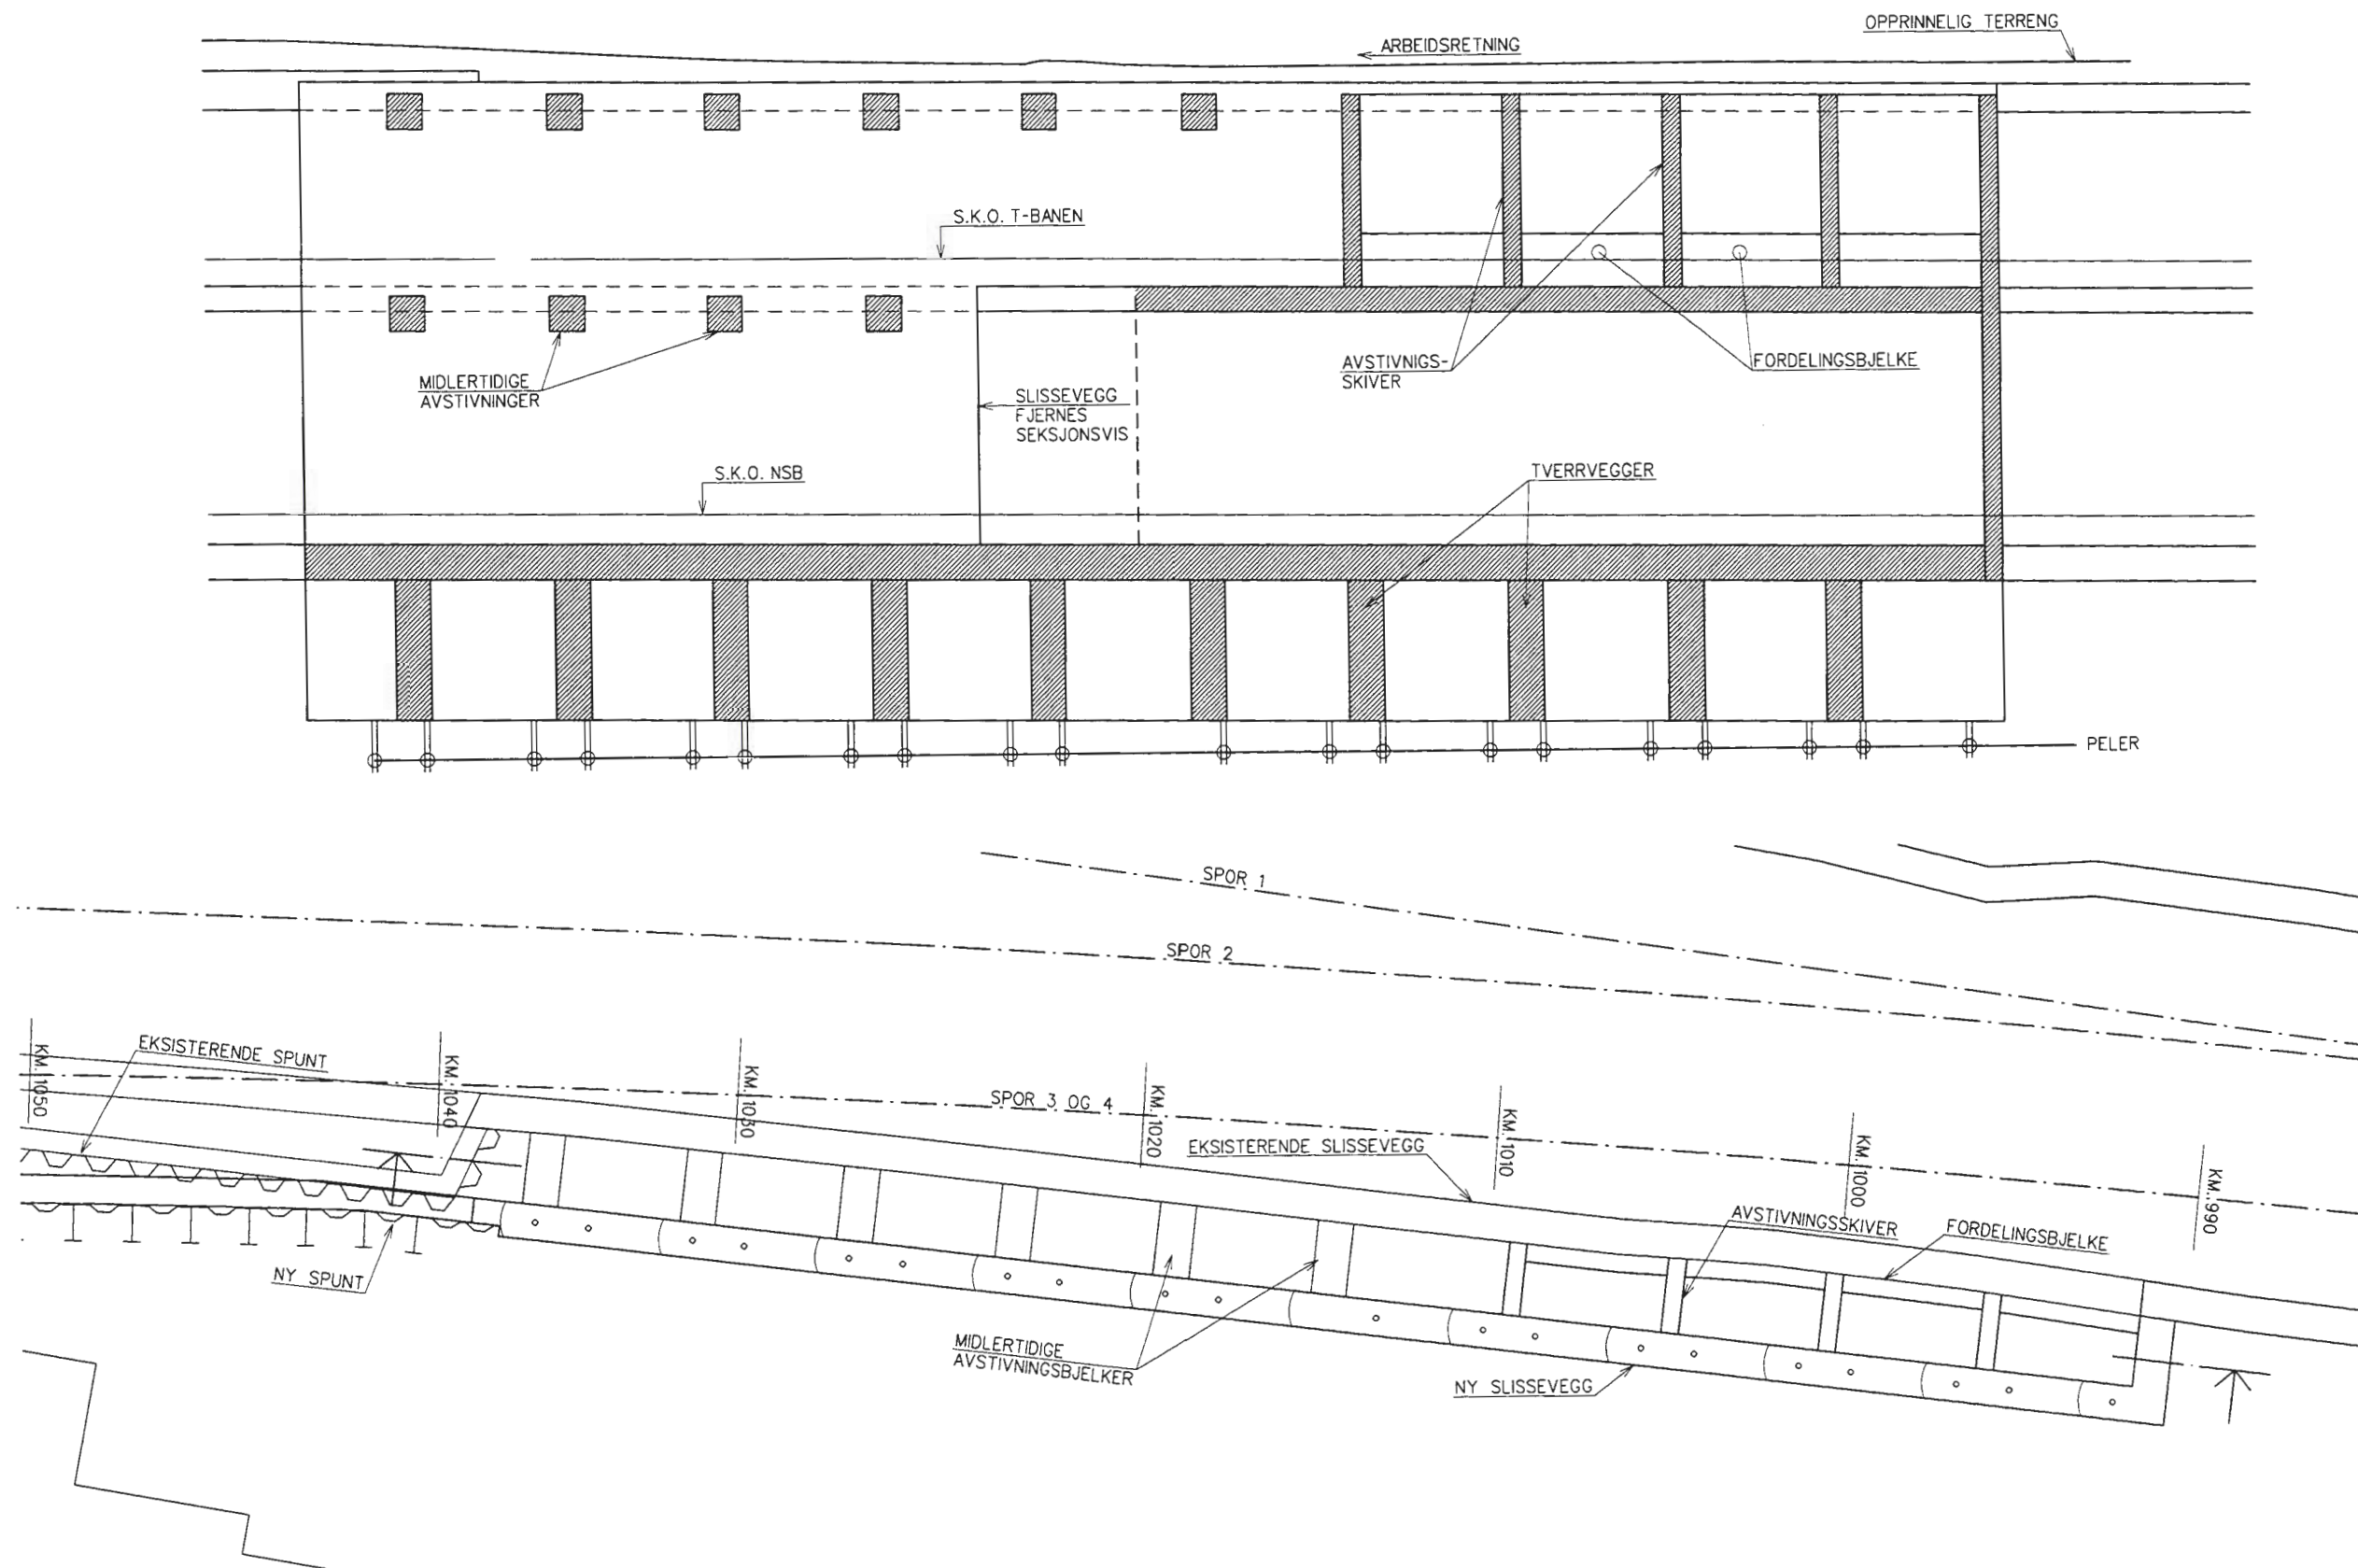 OPPRINNELIG TERRENG
ARBEIDSRETNING
S.K.O. T-BANEN
MIDLERTIDIGE
AVSTIVNINGER
SLISSEVEGG
FJERNES
SEKSJONSVIS
AVSTIVNIGS-
SKIVER
FORDELINGSBJELKE
S.K.O. NSB
TVERRVEGGER
PELER
SPOR 1
SPOR 2
EKSISTERENDE SPUNT
KM. 1050
KM. 1040
KM. 1030
SPOR 3 OG 4
KM. 1020
EKSISTERENDE SLISSEVEGG
KM. 1010
KM. 1000
KM. 990
AVSTIVNINGSSKIVER
FORDELINGSBJELKE
NY SPUNT
MIDLERTIDIGE
AVSTIVNINGSBJELKER
NY SLISSEVEGG